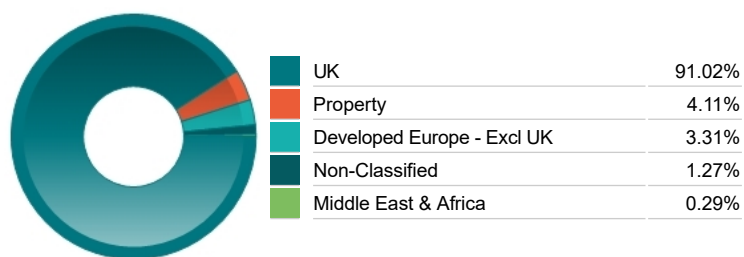 UK 91.02%
Property 4.11%
Developed Europe - Excl UK 3.31%
Non-Classified 1.27%
Middle East & Africa 0.29%